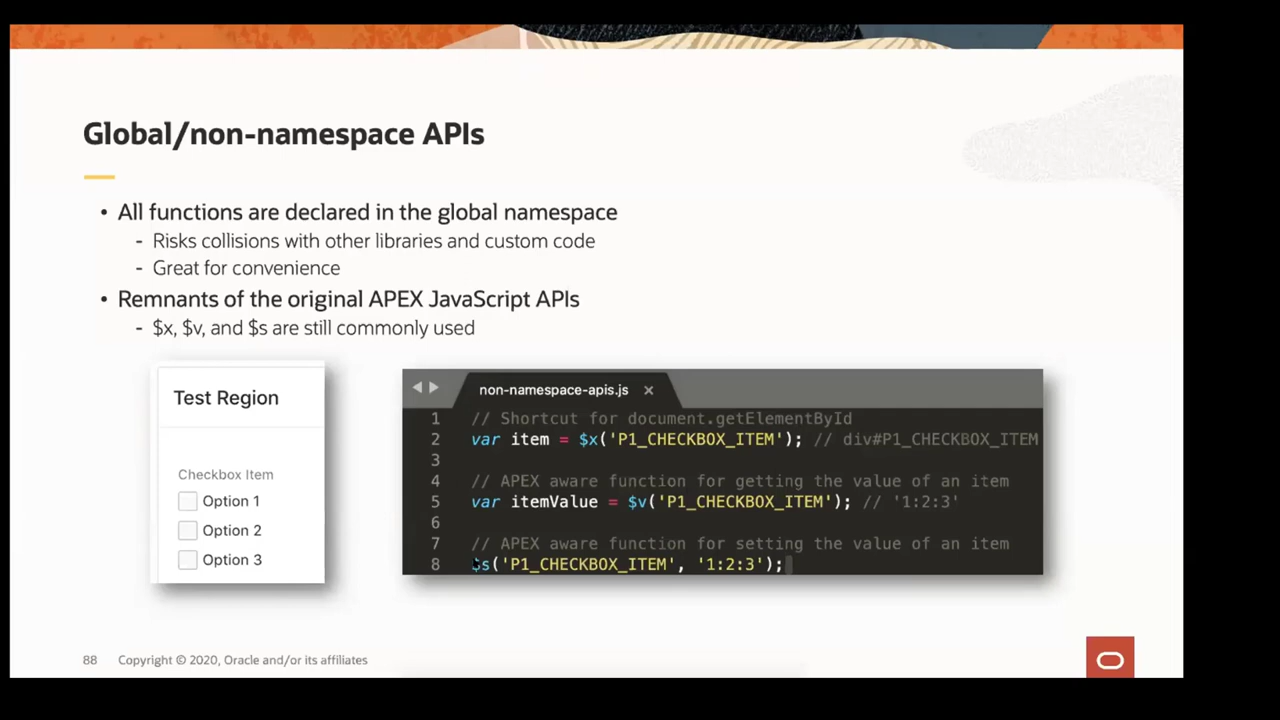 Global/non-namespace APIs
• All functions are declared in the global namespace
- Risks collisions with other libraries and custom code
- Great for convenience
• Remnants of the original APEX JavaScript APIs
- $x, $v, and $s are still commonly used
Test Region
Checkbox Item
Option 1
Option 2
Option 3
non-namespace-apis.js ×
1 // Shortcut for document.getElementById
2 var item = $x('P1_CHECKBOX_ITEM'); // div#P1_CHECKBOX_ITEM
3
4 // APEX aware function for getting the value of an item
5 var itemValue = $v('P1_CHECKBOX_ITEM'); // '1:2:3'
6
7 // APEX aware function for setting the value of an item
8 $s('P1_CHECKBOX_ITEM', '1:2:3');
88 Copyright © 2020, Oracle and/or its affiliates